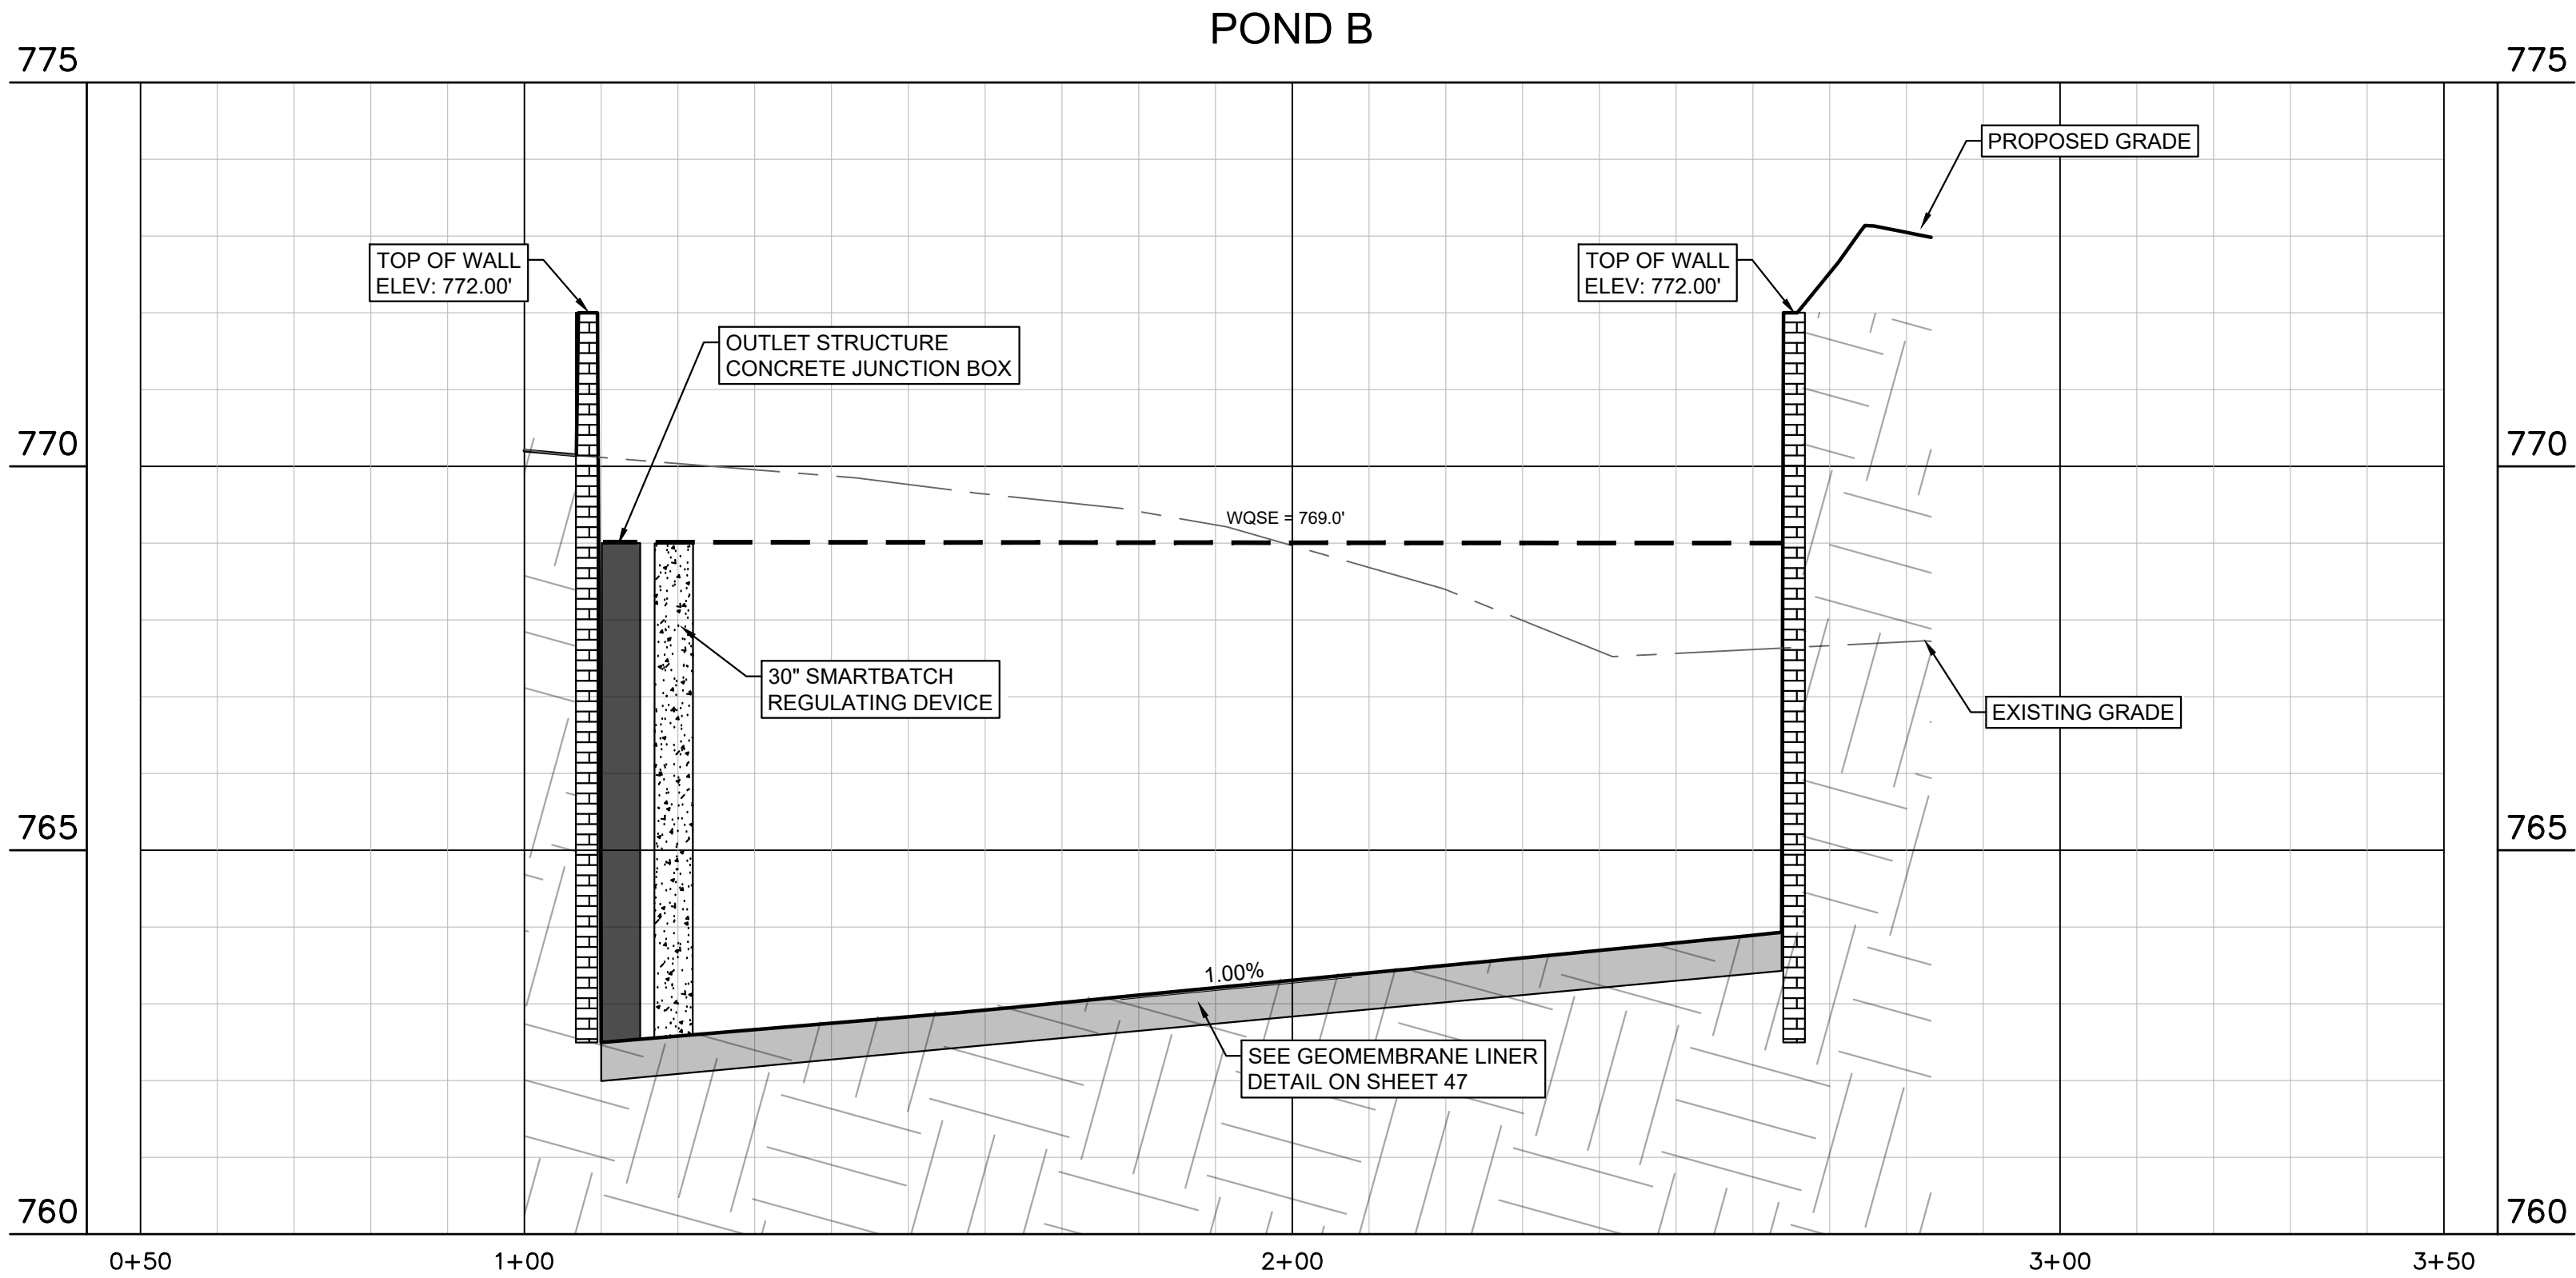 POND B
775
775
PROPOSED GRADE
TOP OF WALL
ELEV: 772.00'
TOP OF WALL
ELEV: 772.00'
OUTLET STRUCTURE
CONCRETE JUNCTION BOX
770
770
WQSE = 769.0'
30" SMARTBATCH
REGULATING DEVICE
EXISTING GRADE
765
765
1.00%
SEE GEOMEMBRANE LINER
DETAIL ON SHEET 47
760
760
0+50
1+00
2+00
3+00
3+50